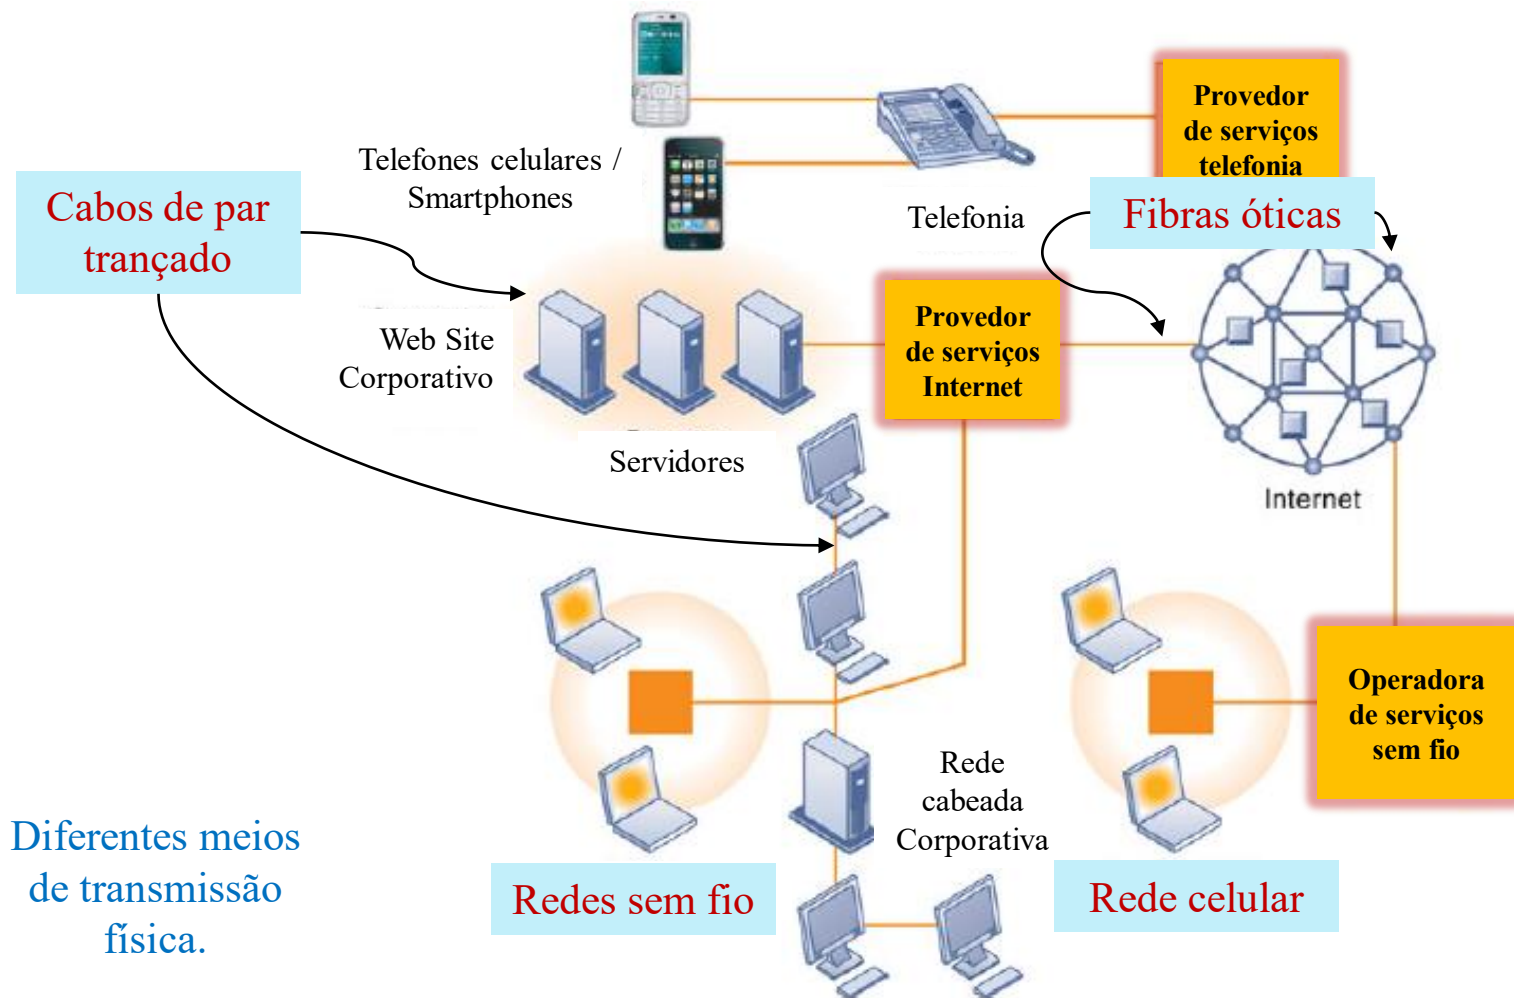 Provedor
de serviços
telefonia
Telefones celulares /
Smartphones
Cabos de par
trançado
Telefonia
Fibras óticas
Web Site
Corporativo
Provedor
de serviços
Internet
Servidores
Internet
Operadora
de serviços
sem fio
Rede
cabeada
Corporativa
Diferentes meios
de transmissão
física.
Redes sem fio
Rede celular